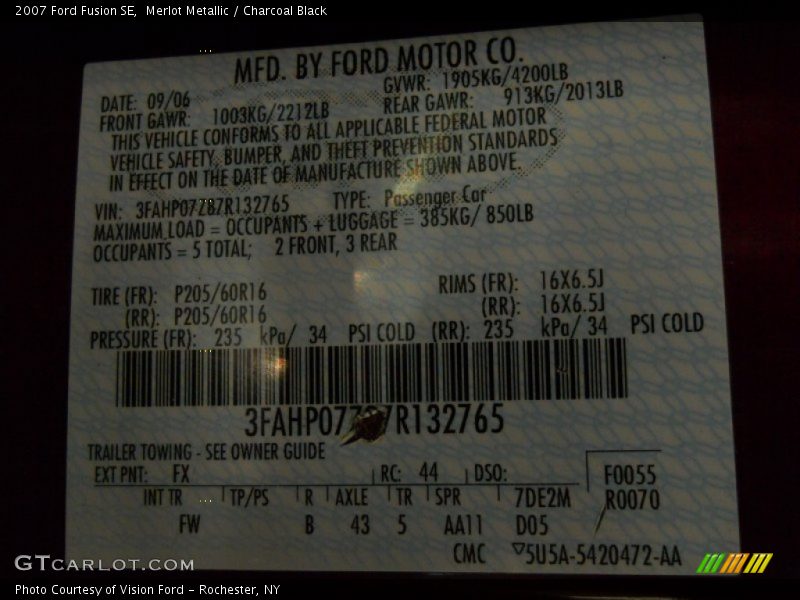 2007 Ford Fusion SE,  Merlot Metallic / Charcoal Black
MFD. BY FORD MOTOR CO.
DATE: 09/06 GVWR: 1905KG/4200LB
FRONT GAWR: 1003KG/2212LB REAR GAWR: 913KG/2013LB
THIS VEHICLE CONFORMS TO ALL APPLICABLE FEDERAL MOTOR
VEHICLE SAFETY, BUMPER, AND THEFT PREVENTION STANDARDS
IN EFFECT ON THE DATE OF MANUFACTURE SHOWN ABOVE.
VIN: 3FAHP07Z87R132765 TYPE: Passenger Car
MAXIMUM LOAD = OCCUPANTS + LUGGAGE = 385KG/ 850LB
OCCUPANTS = 5 TOTAL; 2 FRONT, 3 REAR
TIRE (FR): P205/60R16 RIMS (FR): 16X6.5J
(RR): P205/60R16 (RR): 16X6.5J
PRESSURE (FR): 235 kPa/ 34 PSI COLD (RR): 235 kPa/ 34 PSI COLD
3FAHP07Z87R132765
TRAILER TOWING - SEE OWNER GUIDE
EXT PNT: FX RC: 44 DSO: F0055
INT TR TP/PS R AXLE TR SPR 7DE2M R0070
FW B 43 5 AA11 D05
CMC ▽5U5A-5420472-AA
GTCARLOT.COM
Photo Courtesy of Vision Ford - Rochester, NY